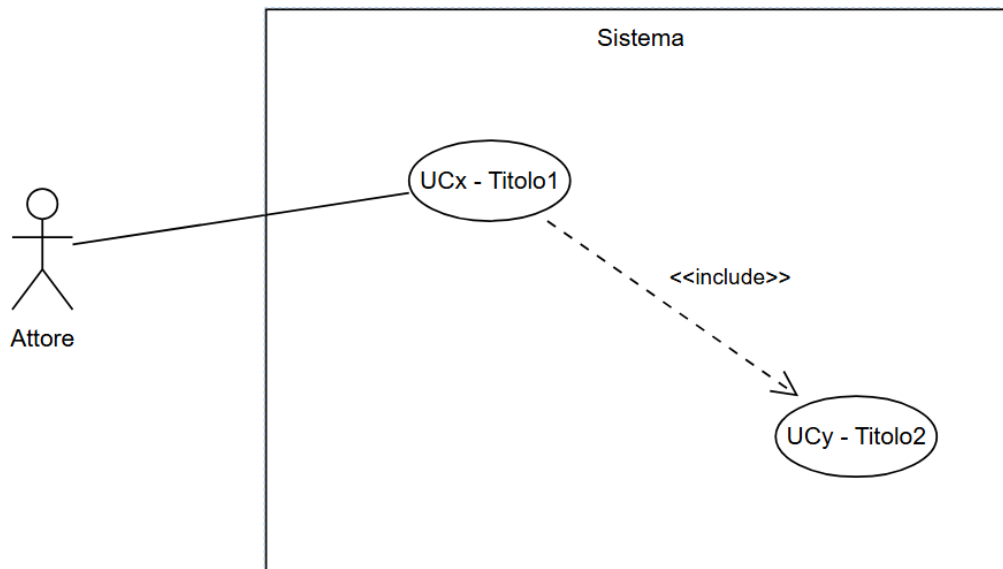 Sistema
UCx - Titolo1
<<include>>
Attore
UCy - Titolo2